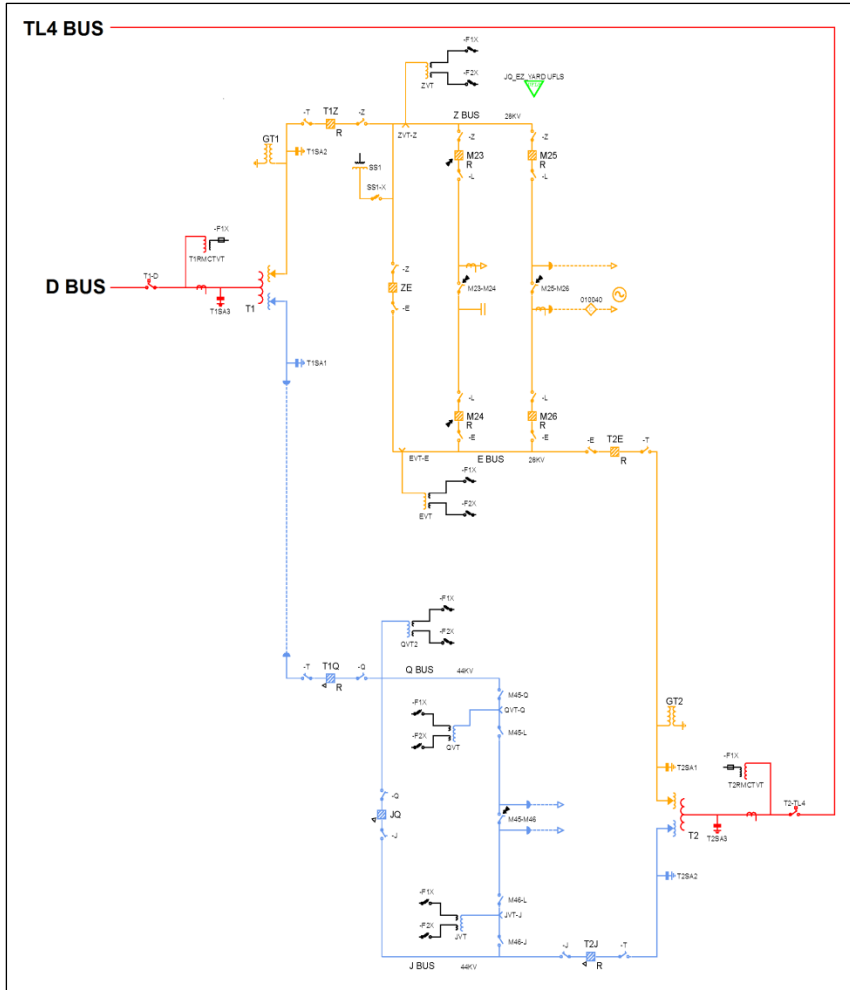 TL4 BUS
-F1X
-F2X
ZVT
JQ_EZ_YARD UFLS
-T T1Z -Z
R
Z BUS 28KV
ZVT-Z
GT1
T1SA2
SS1
SS1-X
-Z
M23
R
-L
-Z
M25
R
-L
-F1X
T1RMCTVT
D BUS
T1-D
T1
T1SA3
-Z
ZE
-E
M23-M24
M25-M26
010040
T1SA1
-L
M24
R
-E
-L
M26
R
-E
-E T2E -T
R
EVT-E
E BUS 28KV
-F1X
-F2X
EVT
-F1X
-F2X
QVT2
-T T1Q -Q
R
Q BUS 44KV
M45-Q
-F1X
QVT-Q
-F2X
QVT
M45-L
GT2
-F1X
T2RMCTVT
T2SA1
-Q
JQ
-J
M45-M46
T2
T2-TL4
T2SA3
T2SA2
-F1X
M46-L
-F2X
JVT-J
JVT
M46-J
-J T2J -T
R
J BUS 44KV